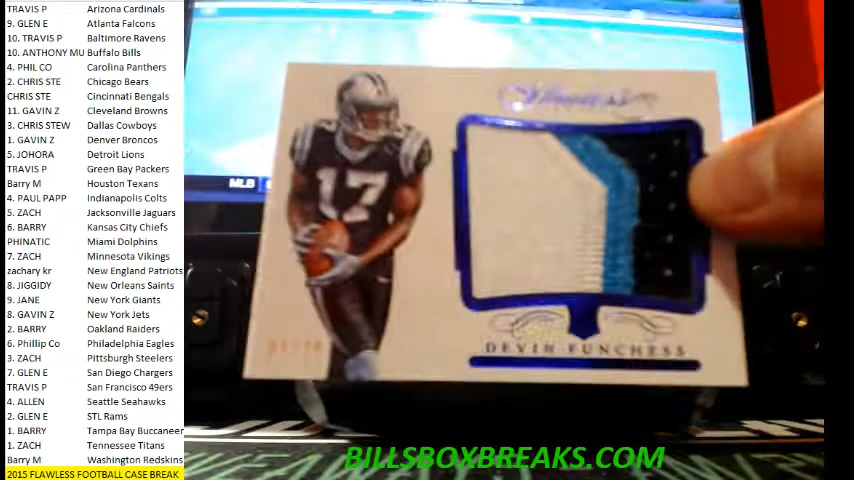 TRAVIS P Arizona Cardinals
9. GLEN E Atlanta Falcons
10. TRAVIS P Baltimore Ravens
10. ANTHONY MU Buffalo Bills
4. PHIL CO Carolina Panthers
2. CHRIS STE Chicago Bears
CHRIS STE Cincinnati Bengals
11. GAVIN Z Cleveland Browns
3. CHRIS STEW Dallas Cowboys
1. GAVIN Z Denver Broncos
5. JOHORA Detroit Lions
TRAVIS P Green Bay Packers
Barry M Houston Texans
4. PAUL PAPP Indianapolis Colts
5. ZACH Jacksonville Jaguars
6. BARRY Kansas City Chiefs
PHINATIC Miami Dolphins
7. ZACH Minnesota Vikings
zachary kr New England Patriots
8. JIGGIDY New Orleans Saints
9. JANE New York Giants
8. GAVIN Z New York Jets
2. BARRY Oakland Raiders
6. Phillip Co Philadelphia Eagles
3. ZACH Pittsburgh Steelers
7. GLEN E San Diego Chargers
TRAVIS P San Francisco 49ers
4. ALLEN Seattle Seahawks
2. GLEN E STL Rams
1. BARRY Tampa Bay Buccaneer
1. ZACH Tennessee Titans
Barry M Washington Redskins
2015 FLAWLESS FOOTBALL CASE BREAK
MLB
Flawless
17
DEVIN FUNCHESS
BILLSBOXBREAKS.COM